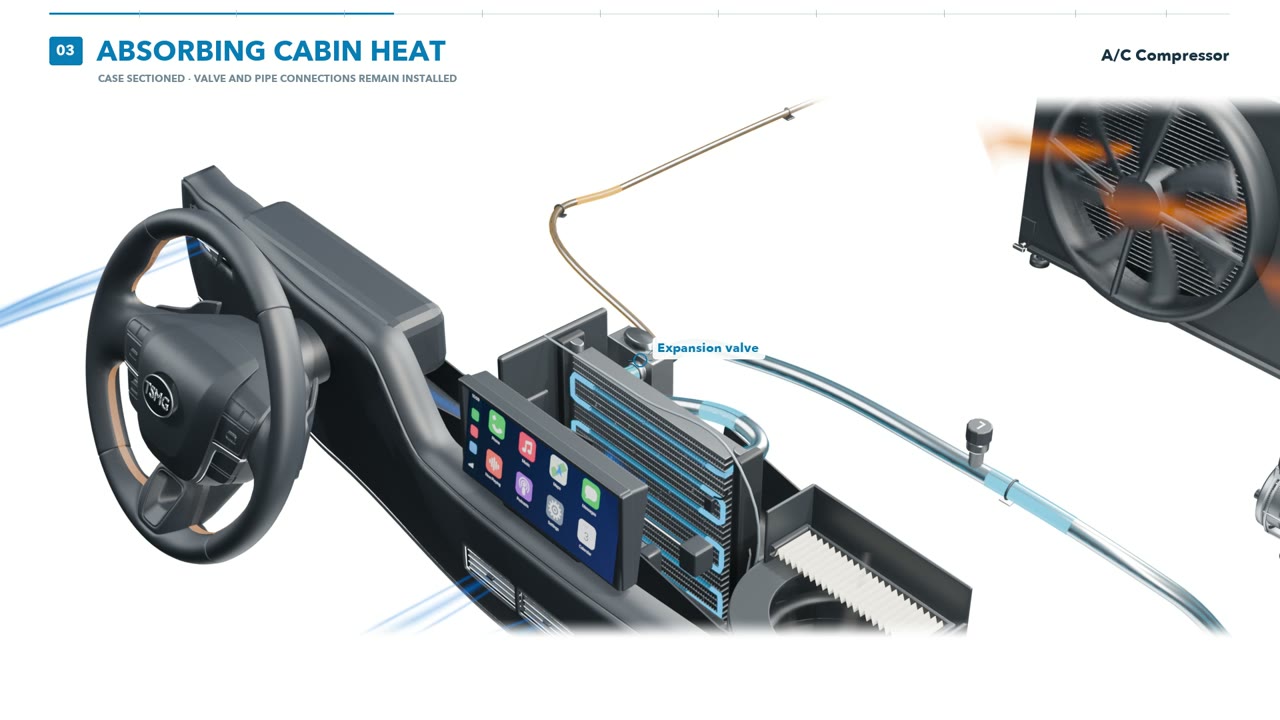 03
ABSORBING CABIN HEAT
CASE SECTIONED · VALVE AND PIPE CONNECTIONS REMAIN INSTALLED
A/C Compressor
Expansion valve
TSMG